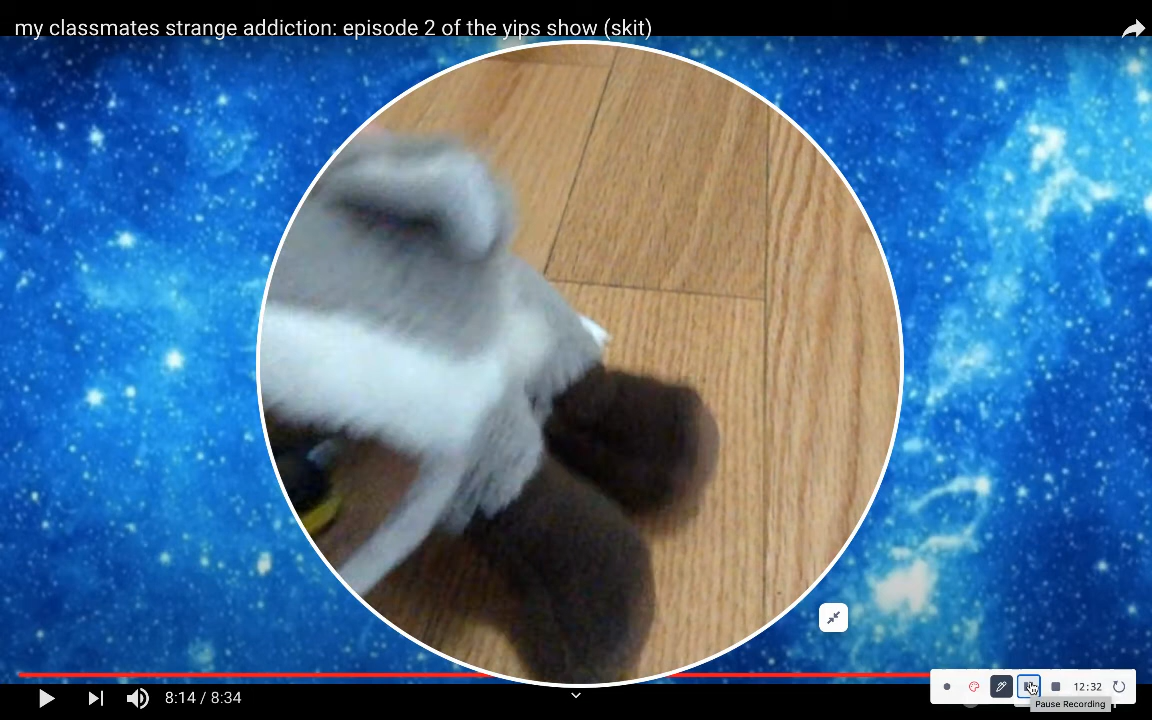 my classmates strange addiction: episode 2 of the yips show (skit)
8:14 / 8:34
12:32
Pause Recording